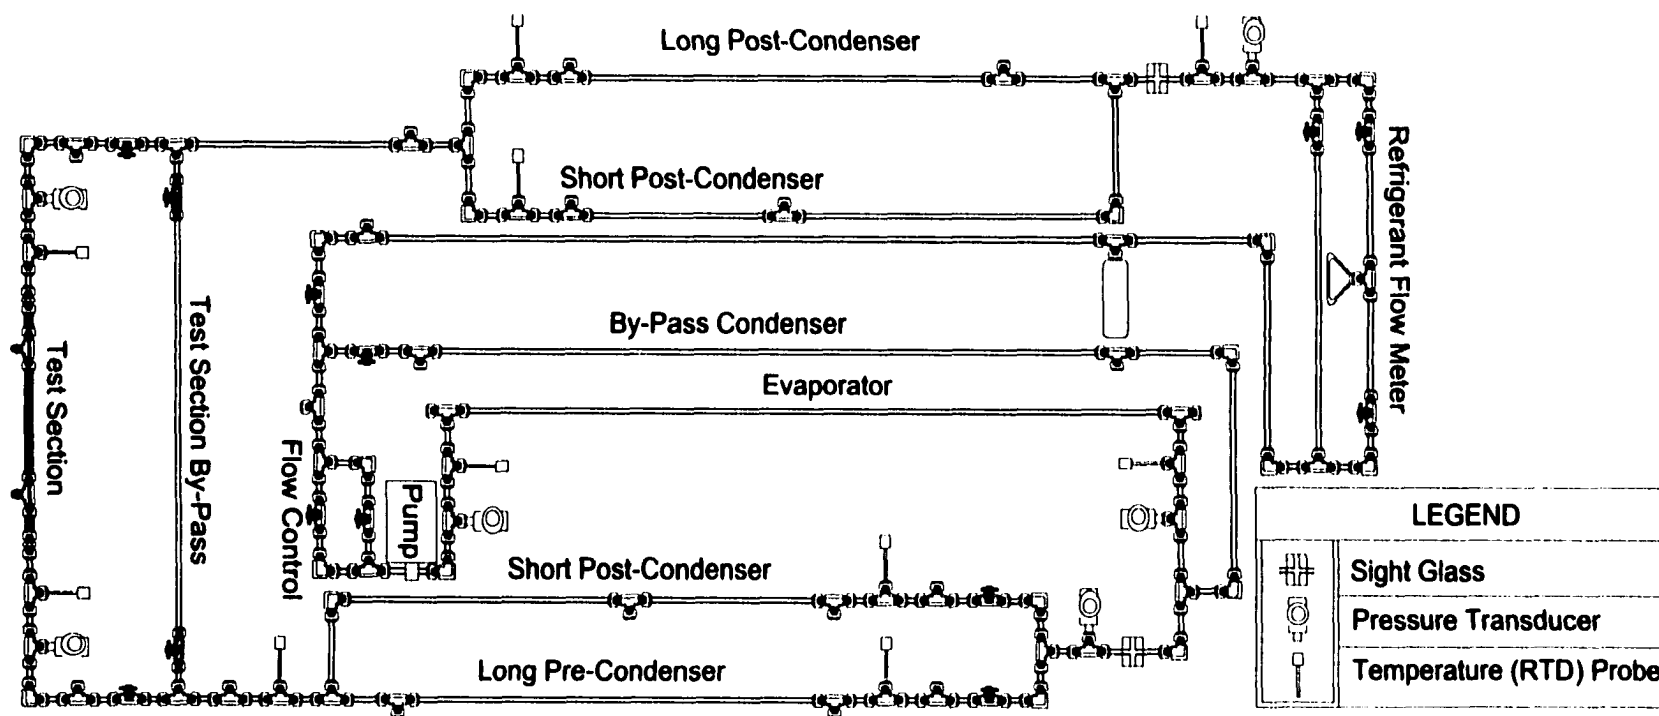 Long Post-Condenser
Short Post-Condenser
Refrigerant Flow Meter
By-Pass Condenser
Evaporator
Test Section
Test Section By-Pass
Flow Control
Pump
Short Post-Condenser
Long Pre-Condenser
LEGEND
Sight Glass
Pressure Transducer
Temperature (RTD) Probe